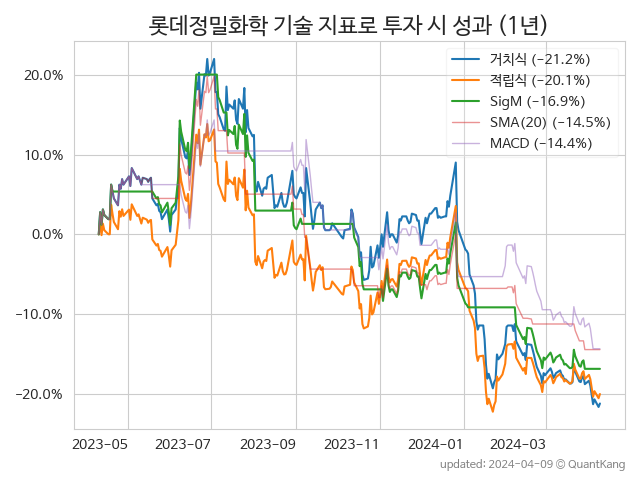 롯데정밀화학 기술 지표로 투자 시 성과 (1년)
거치식 (−21.2%)
적립식 (−20.1%)
SigM (−16.9%)
SMA(20) (−14.5%)
MACD (−14.4%)
20.0%
10.0%
0.0%
−10.0%
−20.0%
2023-05 2023-07 2023-09 2023-11 2024-01 2024-03
updated: 2024-04-09 © QuantKang